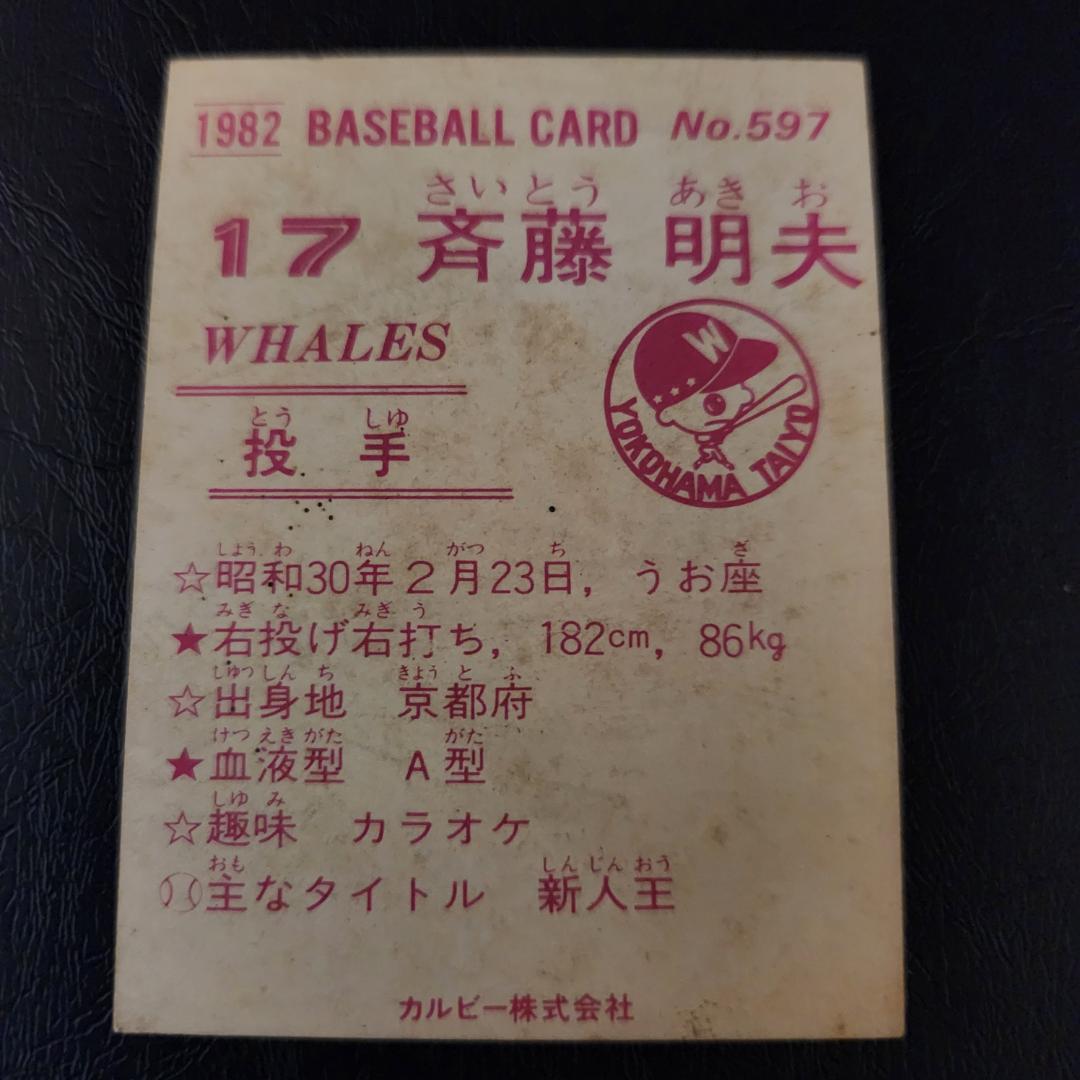 1982 BASEBALL CARD No.597
さいとう あきお
17 斉藤 明夫
WHALES
W
YOKOHAMA TAIYO
とう しゅ
投手
しょうわ ねん がつ ち ざ
☆昭和30年2月23日, うお座
みぎ な みぎ う
★右投げ右打ち, 182cm, 86kg
しゅつしんち きょうとふ
☆出身地 京都府
けつえきがた がた
★血液型 A型
しゅみ
☆趣味 カラオケ
おも しんじんおう
主なタイトル 新人王
カルビー株式会社